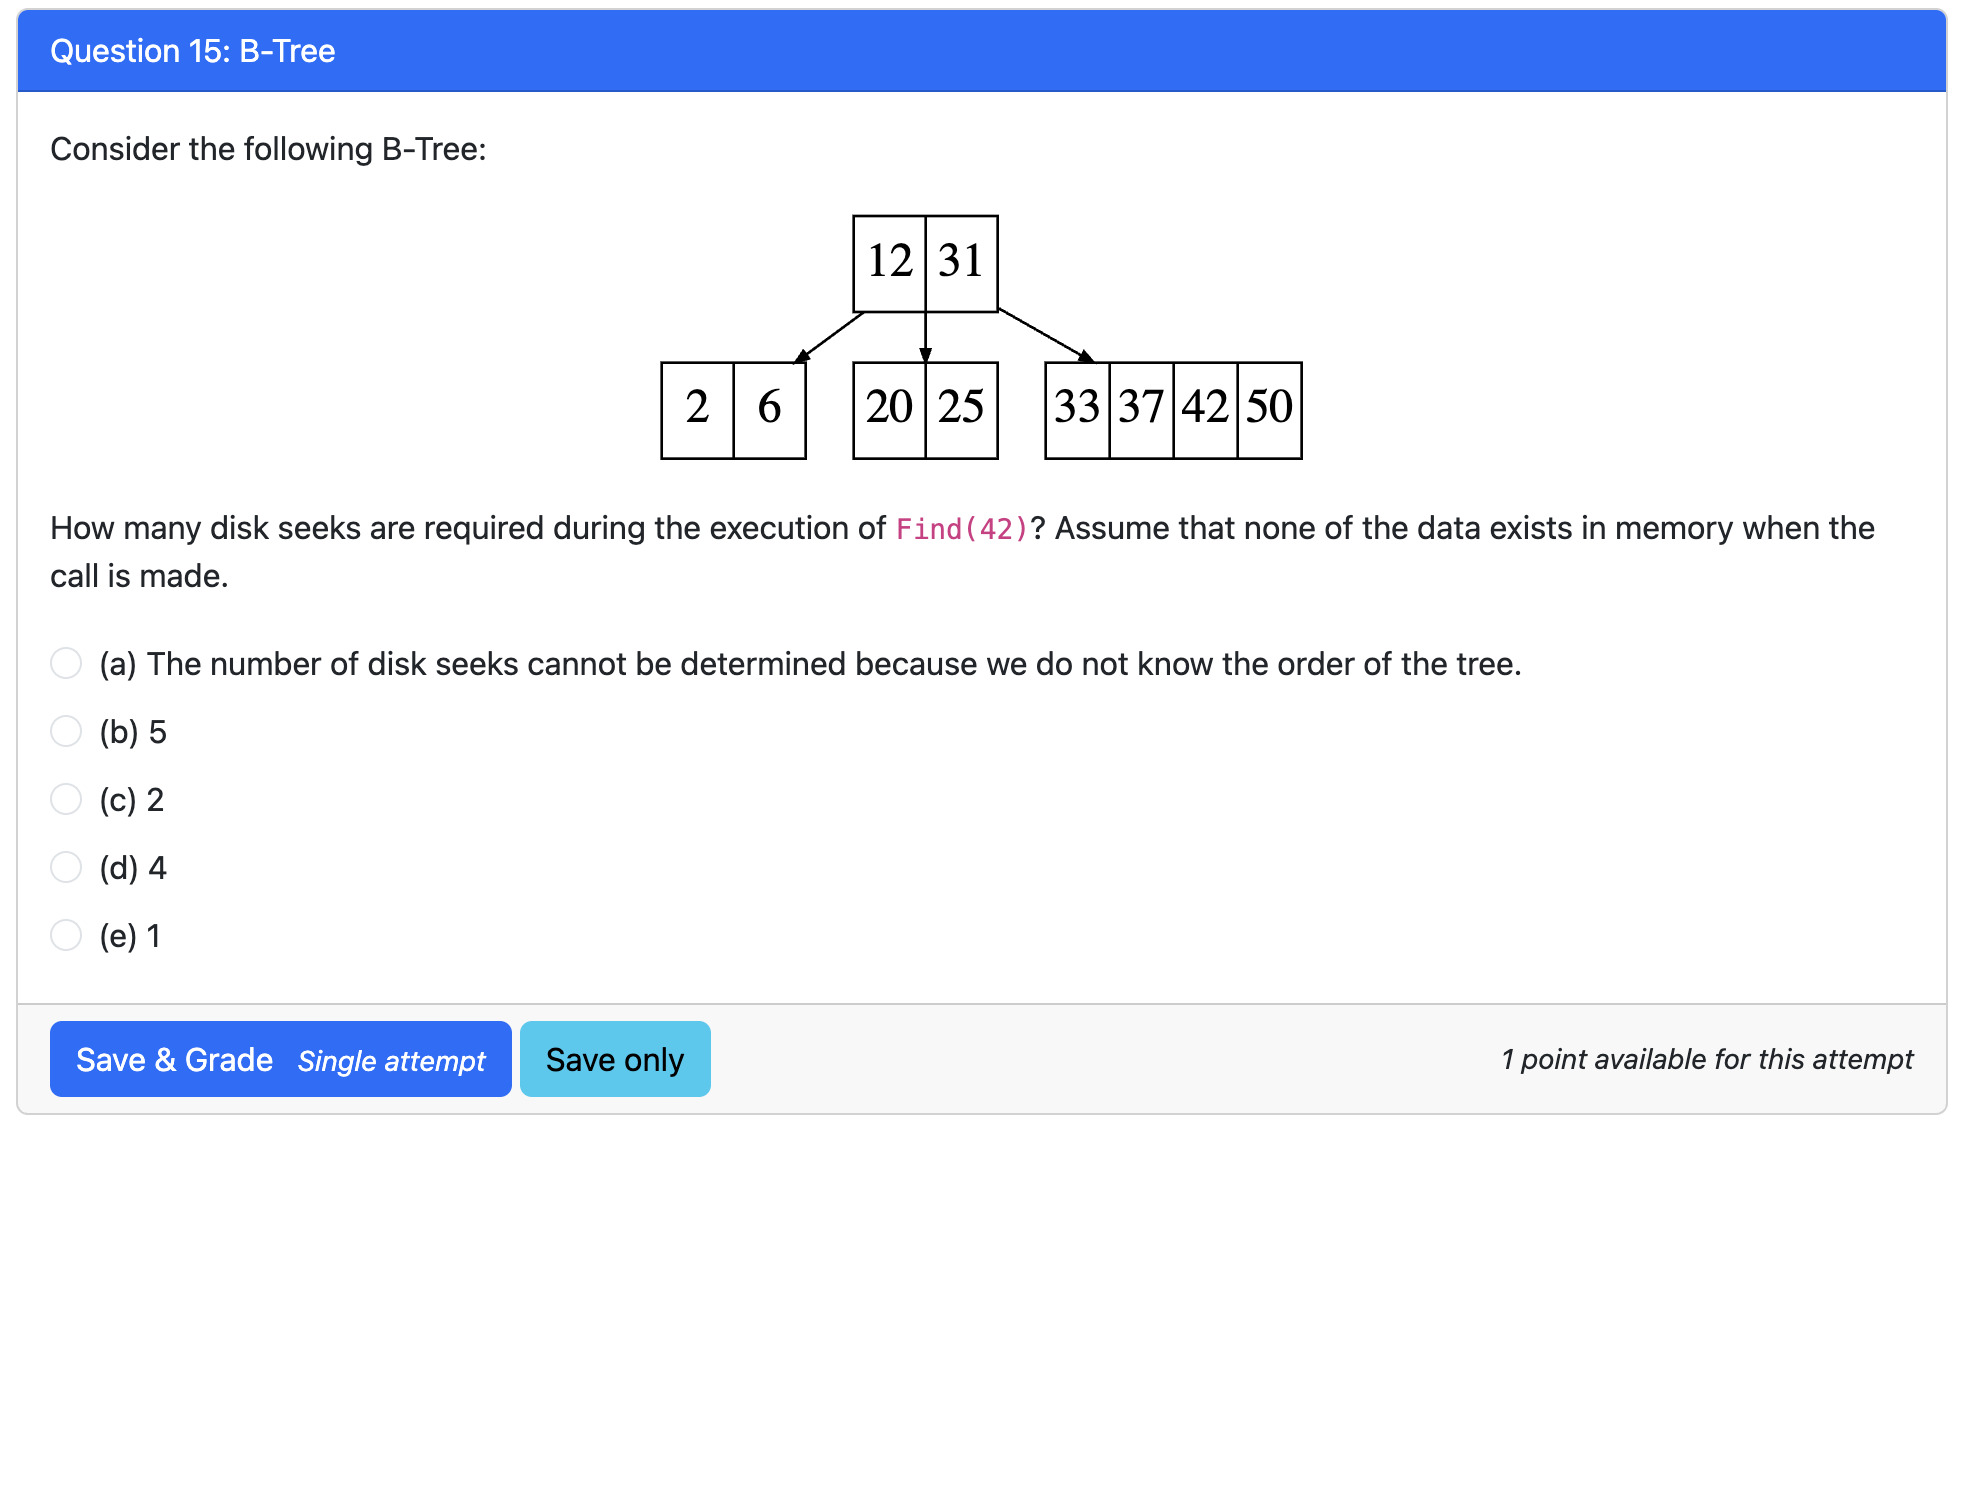 Question 15: B-Tree
Consider the following B-Tree:
12 31
2 6 20 25 33 37 42 50
How many disk seeks are required during the execution of Find(42)? Assume that none of the data exists in memory when the
call is made.
(a) The number of disk seeks cannot be determined because we do not know the order of the tree.
(b) 5
(c) 2
(d) 4
(e) 1
Save & Grade Single attempt Save only 1 point available for this attempt